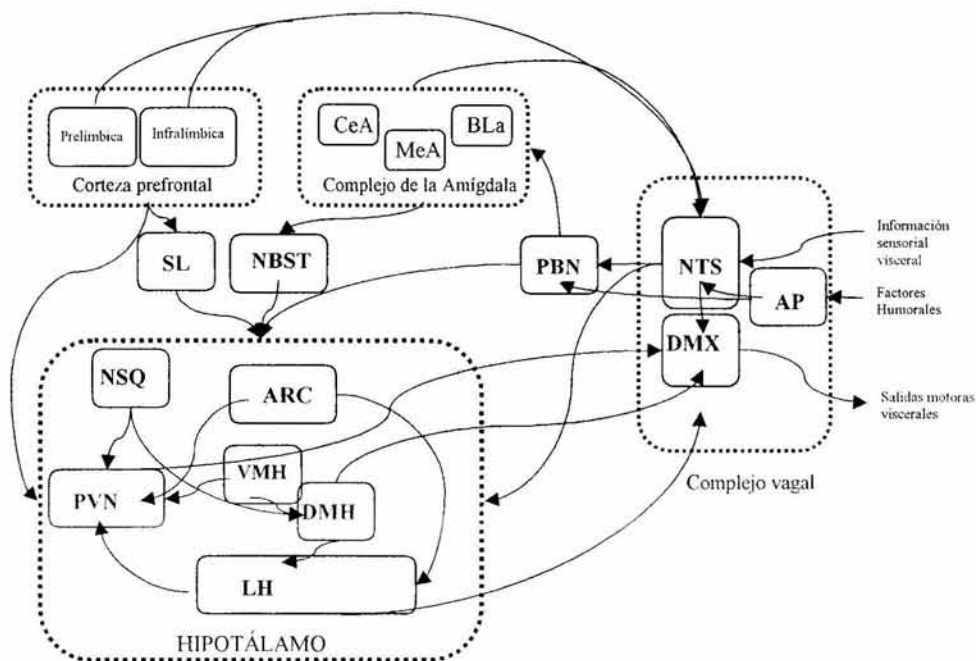 Prelímbica
Infralímbica
Corteza prefrontal
CeA
MeA
BLa
Complejo de la Amígdala
SL
NBST
PBN
NTS
AP
DMX
Información
sensorial
visceral
Factores
Humorales
Salidas motoras
viscerales
Complejo vagal
NSQ
ARC
VMH
PVN
DMH
LH
HIPOTÁLAMO